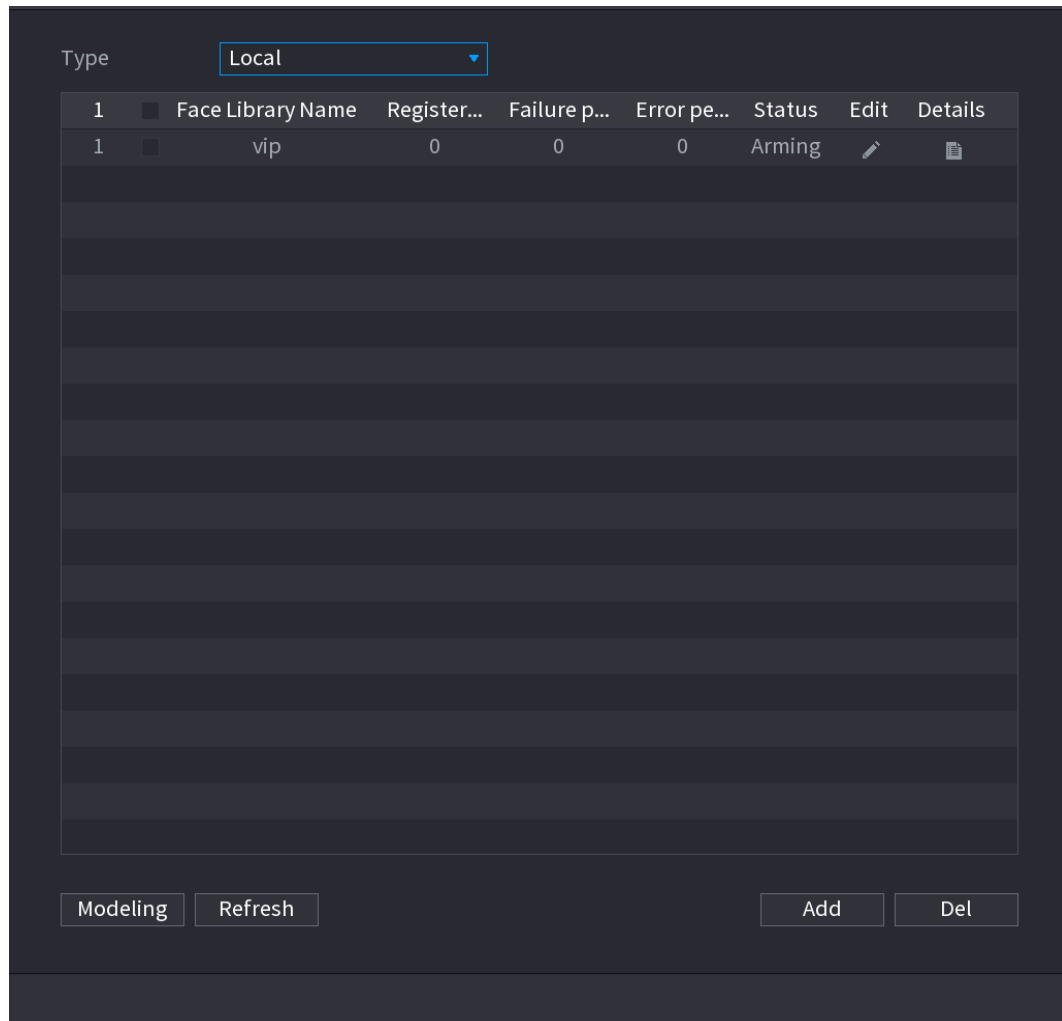 Type Local
1 Face Library Name Register... Failure p... Error pe... Status Edit Details
1 vip 0 0 0 Arming
Modeling Refresh Add Del